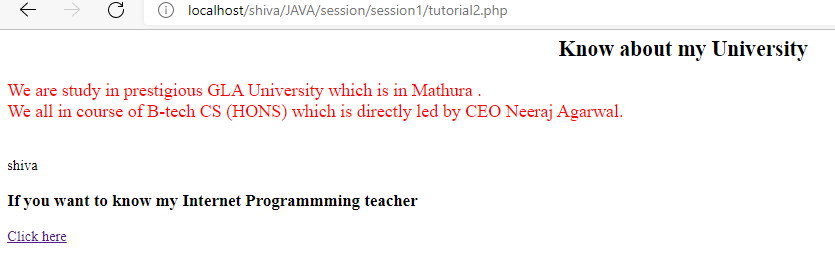 localhost/shiva/JAVA/session/session1/tutorial2.php
Know about my University
We are study in prestigious GLA University which is in Mathura .
We all in course of B-tech CS (HONS) which is directly led by CEO Neeraj Agarwal.
shiva
If you want to know my Internet Programmming teacher
Click here